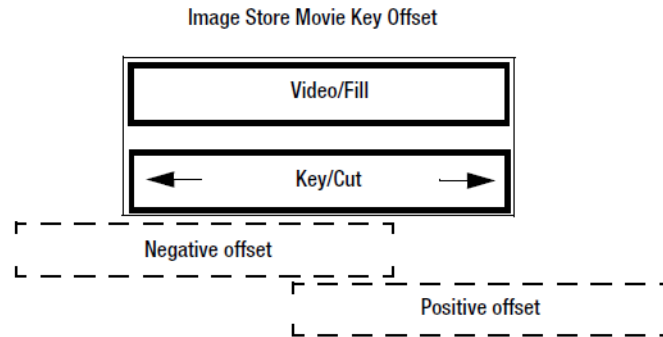 Image Store Movie Key Offset
Video/Fill
Key/Cut
Negative offset
Positive offset